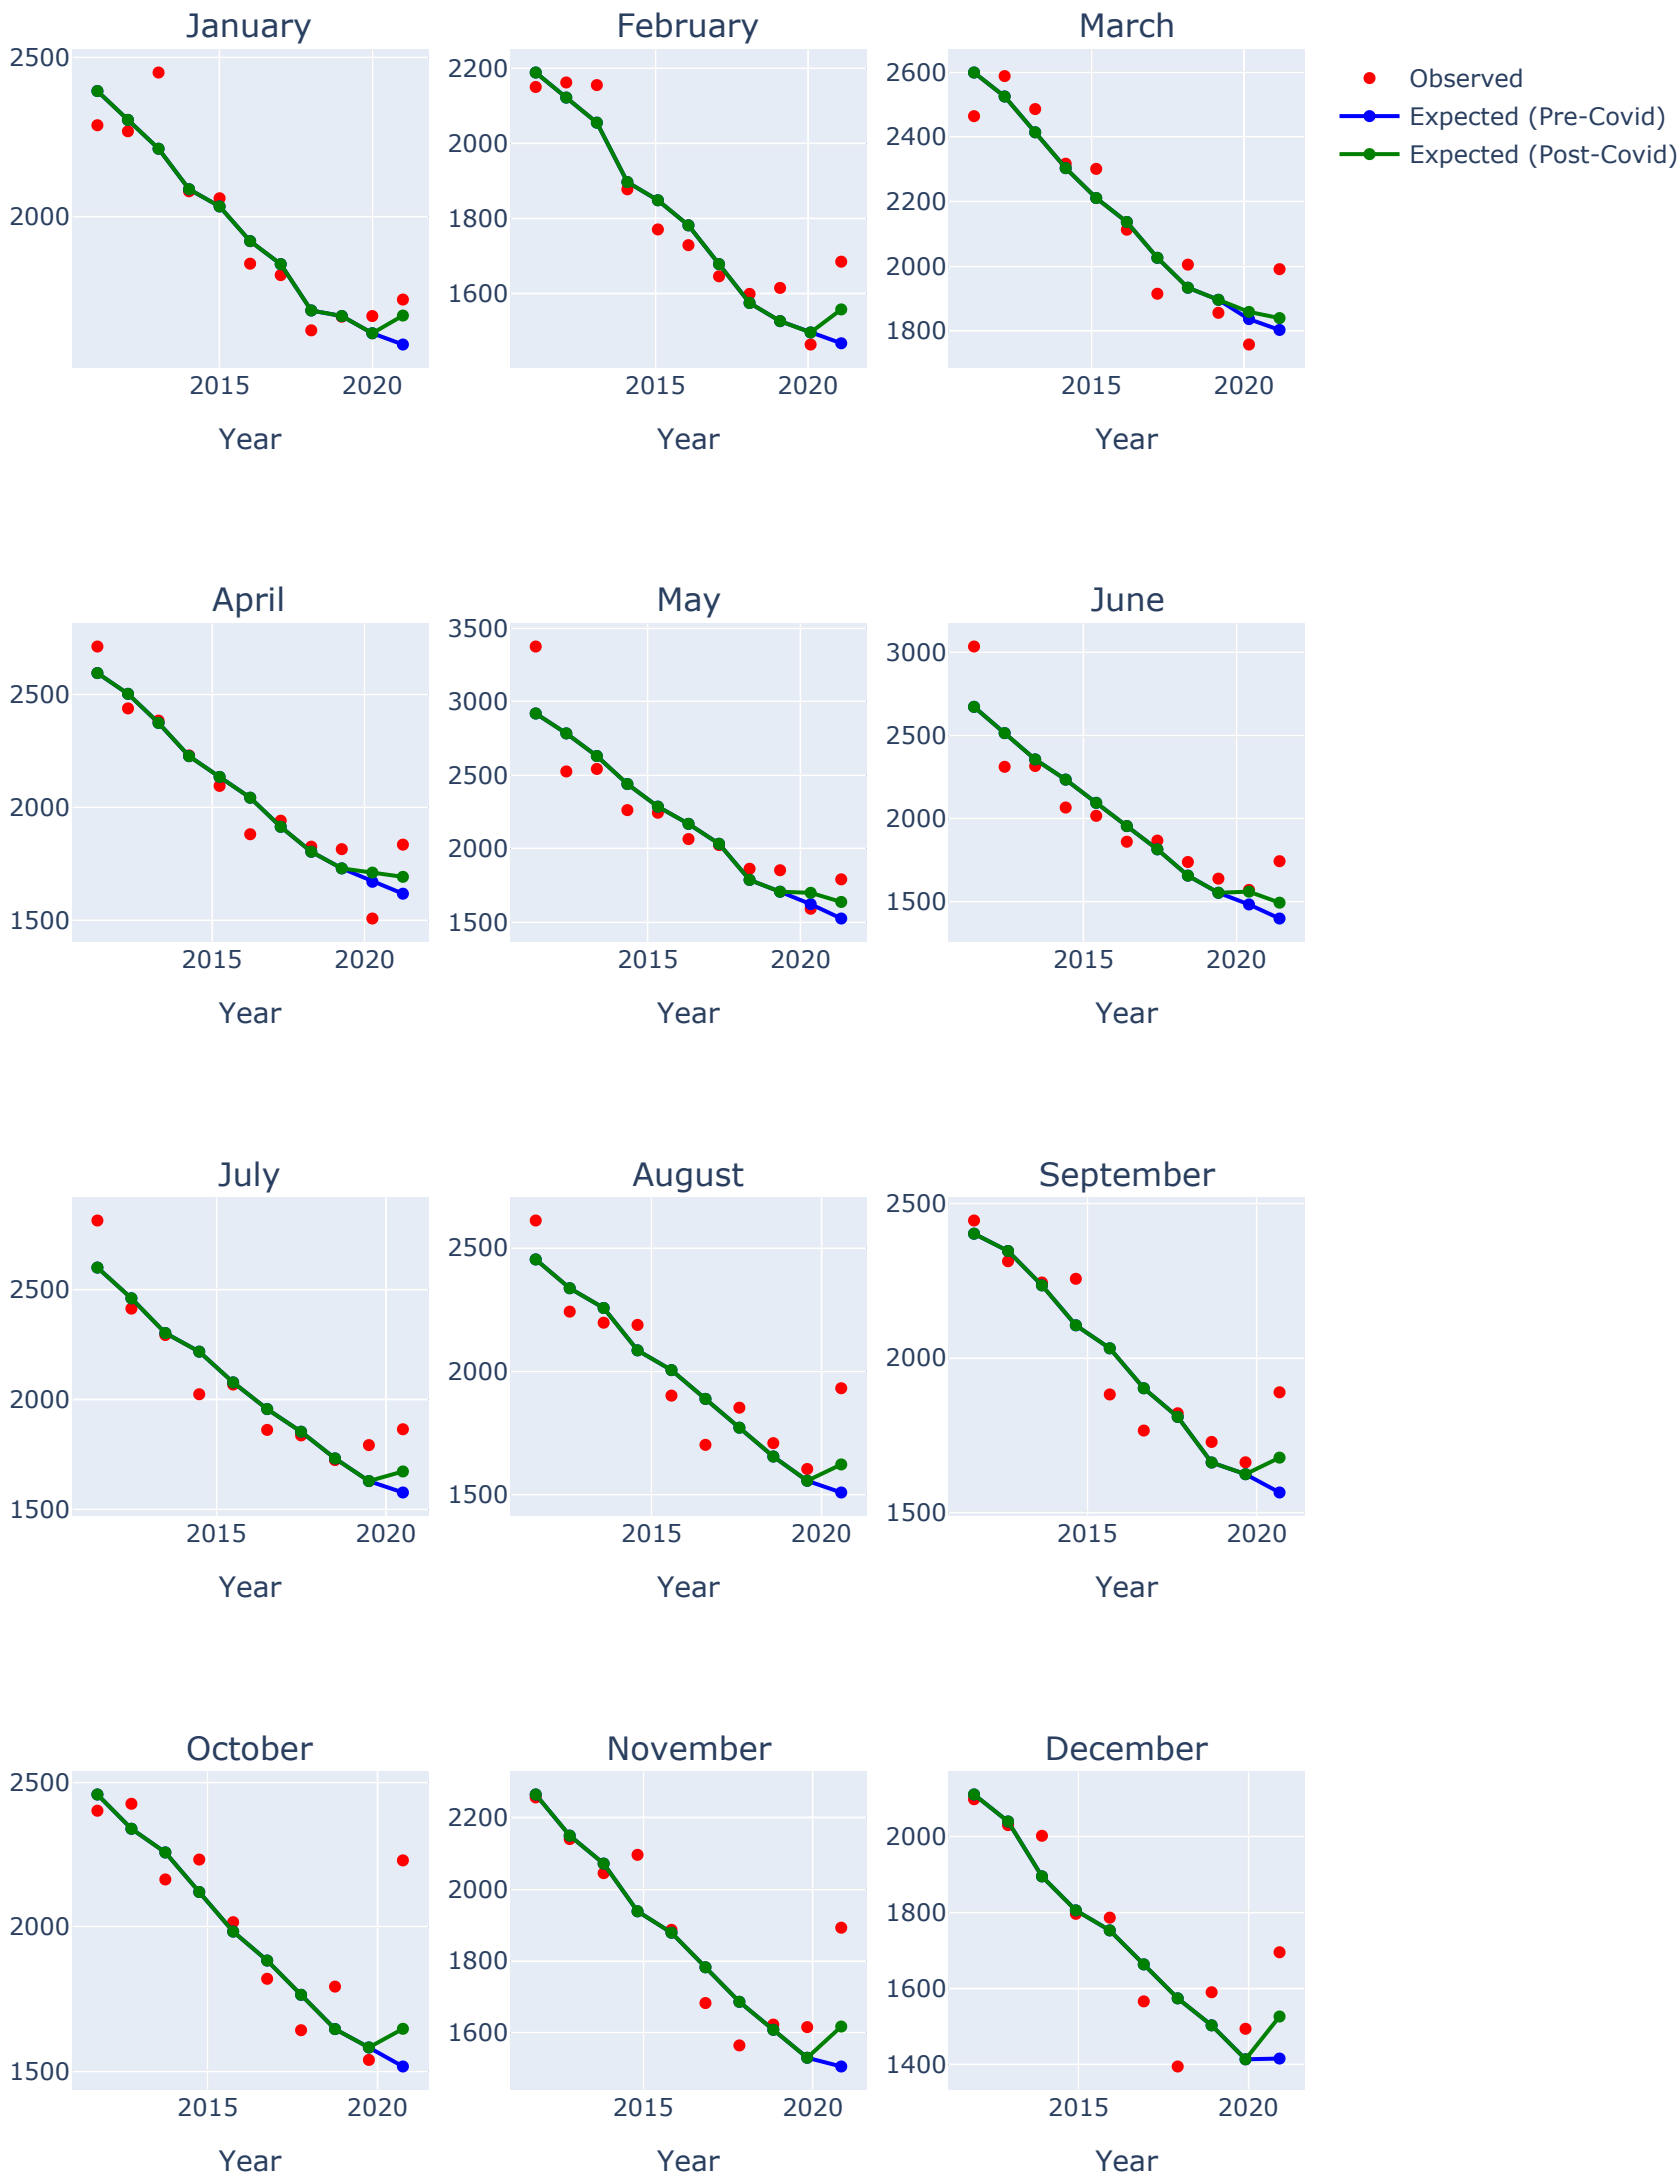 January
February
March
2500
2000
2015
2020
Year
2200
2000
1800
1600
2015
2020
Year
2600
2400
2200
2000
1800
2015
2020
Year
Observed
Expected (Pre-Covid)
Expected (Post-Covid)
April
May
June
2500
2000
1500
2015
2020
Year
3500
3000
2500
2000
1500
2015
2020
Year
3000
2500
2000
1500
2015
2020
Year
July
August
September
2500
2000
1500
2015
2020
Year
2500
2000
1500
2015
2020
Year
2500
2000
1500
2015
2020
Year
October
November
December
2500
2000
1500
2015
2020
Year
2200
2000
1800
1600
2015
2020
Year
2000
1800
1600
1400
2015
2020
Year